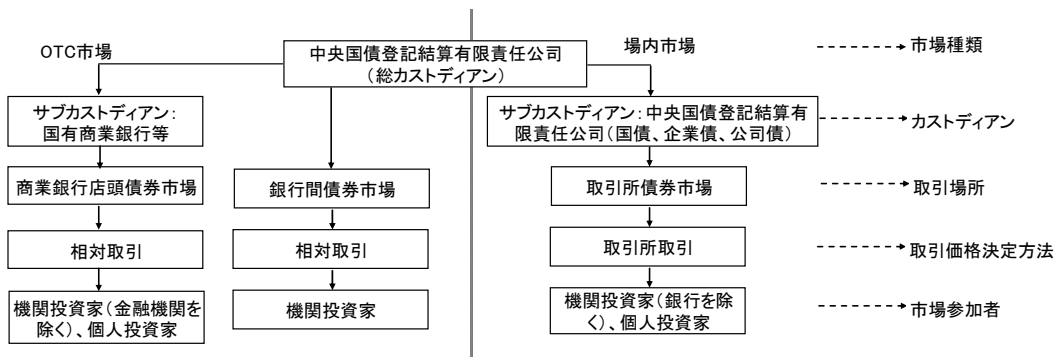 OTC市場
中央国債登記結算有限責任公司
（総カストディアン）
場内市場
市場種類
サブカストディアン：
国有商業銀行等
サブカストディアン：中央国債登記結算有
限責任公司（国債、企業債、公司債）
カストディアン
商業銀行店頭債券市場
銀行間債券市場
取引所債券市場
取引場所
相対取引
相対取引
取引所取引
取引価格決定方法
機関投資家（金融機関を
除く）、個人投資家
機関投資家
機関投資家（銀行を除
く）、個人投資家
市場参加者